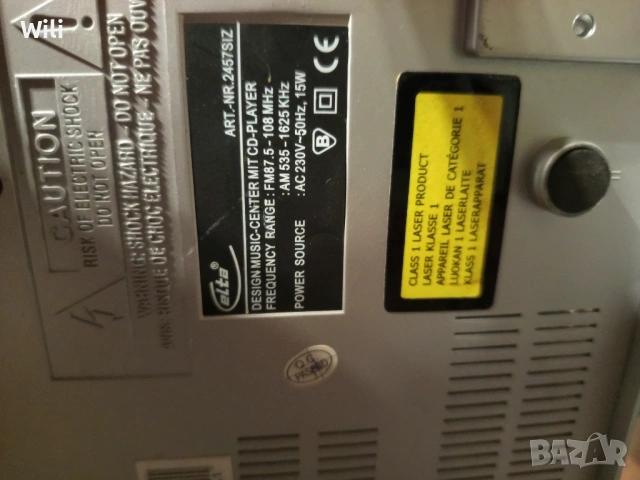 Wili
CAUTION
RISK OF ELECTRIC SHOCK
DO NOT OPEN
WARNING: SHOCK HAZARD - DO NOT OPEN
RISQUE DE CHOC ELECTRIQUE - NE PAS OUV
elta
ART.-NR.2457SIZ
DESIGN MUSIC-CENTER MIT CD-PLAYER
FREQUENCY RANGE : FM87.5 - 108 MHz
: AM 535 - 1625 KHz
POWER SOURCE : AC 230V~50Hz, 15W
B
CE
CLASS 1 LASER PRODUCT
LASER KLASSE 1
APPAREIL LASER DE CATÉGORIE 1
LUOKAN 1 LASERLAITE
KLASS 1 LASERAPPARAT
Q.C
PASSED
BAZAR